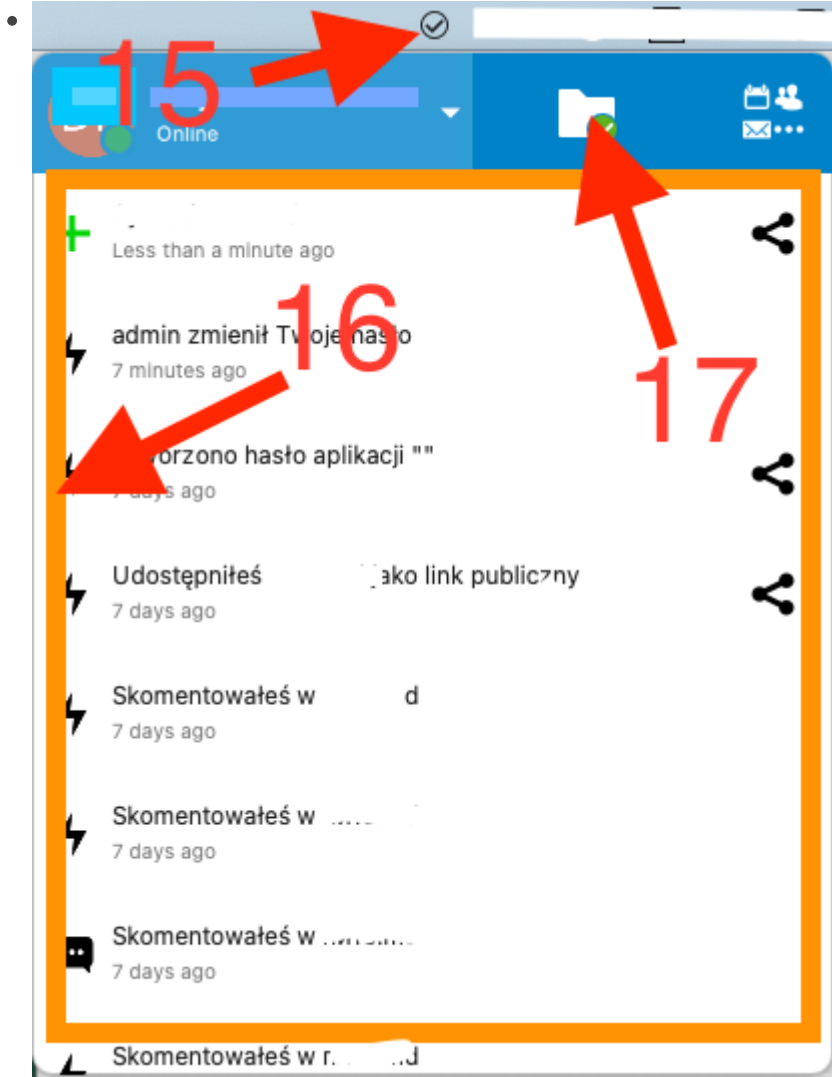 15
Online
Less than a minute ago
16
admin zmienił Twoje hasło
7 minutes ago
17
hasło aplikacji ""
7 days ago
Udostępniłeś jako link publiczny
7 days ago
Skomentowałeś w d
7 days ago
Skomentowałeś w
7 days ago
Skomentowałeś w
7 days ago
Skomentowałeś w